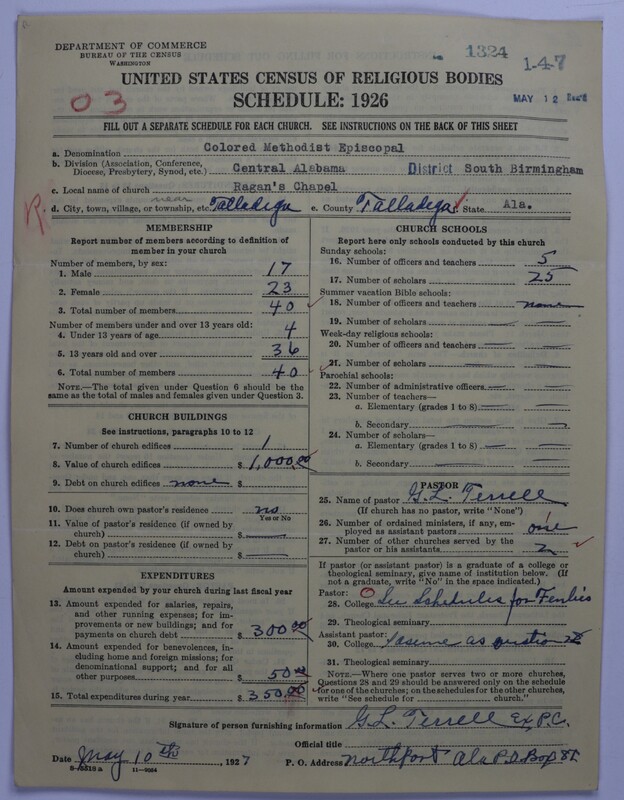 DEPARTMENT OF COMMERCE
BUREAU OF THE CENSUS
WASHINGTON
1324
1-47
UNITED STATES CENSUS OF RELIGIOUS BODIES
SCHEDULE: 1926
03
MAY 12
FILL OUT A SEPARATE SCHEDULE FOR EACH CHURCH. SEE INSTRUCTIONS ON THE BACK OF THIS SHEET
a. Denomination Colored Methodist Episcopal
b. Division (Association, Conference, Diocese, Presbytery, Synod, etc.) Central Alabama District South Birmingham
c. Local name of church Ragan's Chapel
R. d. City, town, village, or township, etc. near Talladega e. County Talladega f. State Ala.
MEMBERSHIP
Report number of members according to definition of
member in your church
Number of members, by sex:
1. Male 17
2. Female 23
3. Total number of members 40
Number of members under and over 13 years old:
4. Under 13 years of age 4
5. 13 years old and over 36
6. Total number of members 40
NOTE.—The total given under Question 6 should be the
same as the total of males and females given under Question 3.
CHURCH BUILDINGS
See instructions, paragraphs 10 to 12
7. Number of church edifices 1
8. Value of church edifices $ 1,000.00
9. Debt on church edifices none $
10. Does church own pastor's residence no
Yes or No
11. Value of pastor's residence (if owned by
church) $
12. Debt on pastor's residence (if owned by
church) $
EXPENDITURES
Amount expended by your church during last fiscal year
13. Amount expended for salaries, repairs,
and other running expenses; for im-
provements or new buildings; and for
payments on church debt $ 300.00
14. Amount expended for benevolences, in-
cluding home and foreign missions; for
denominational support; and for all
other purposes $ 50.00
15. Total expenditures during year $ 350.00
CHURCH SCHOOLS
Report here only schools conducted by this church
Sunday schools:
16. Number of officers and teachers 5
17. Number of scholars 25
Summer vacation Bible schools:
18. Number of officers and teachers none
19. Number of scholars
Week-day religious schools:
20. Number of officers and teachers
21. Number of scholars
Parochial schools:
22. Number of administrative officers
23. Number of teachers—
a. Elementary (grades 1 to 8)
b. Secondary
24. Number of scholars—
a. Elementary (grades 1 to 8)
b. Secondary
PASTOR
25. Name of pastor G. L. Terrell
(If church has no pastor, write "None")
26. Number of ordained ministers, if any, em-
ployed as assistant pastors one
27. Number of other churches served by the
pastor or his assistants 2
If pastor (or assistant pastor) is a graduate of a college or
theological seminary, give name of institution below. (If
not a graduate, write "No" in the space indicated.)
Pastor:
28. College See Schedules for
29. Theological seminary
Assistant pastor:
30. College Same as question 28
31. Theological seminary
NOTE.—Where one pastor serves two or more churches,
Questions 28 and 29 should be answered only on the schedule
for one of the churches; on the schedules for the other churches,
write "See schedule for church."
Signature of person furnishing information G. L. Terrell Ex P.C.
Official title
Date May 10th, 1927 P. O. Address Northport Ala
11—9084